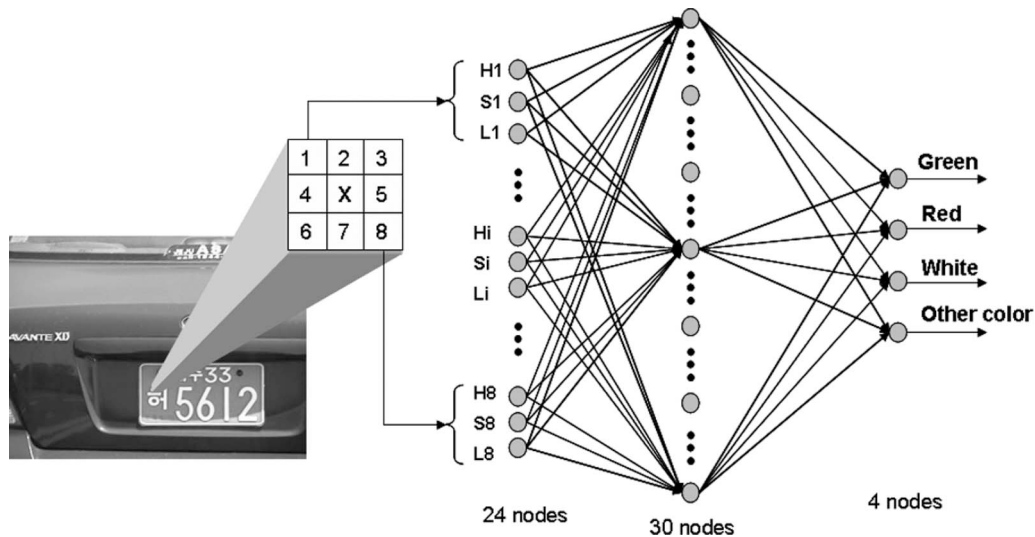 H1
S1
L1
1 2 3
4 X 5
6 7 8
Hi
Si
Li
H8
S8
L8
Green
Red
White
Other color
AVANTE XD
33
허 5612
24 nodes
30 nodes
4 nodes